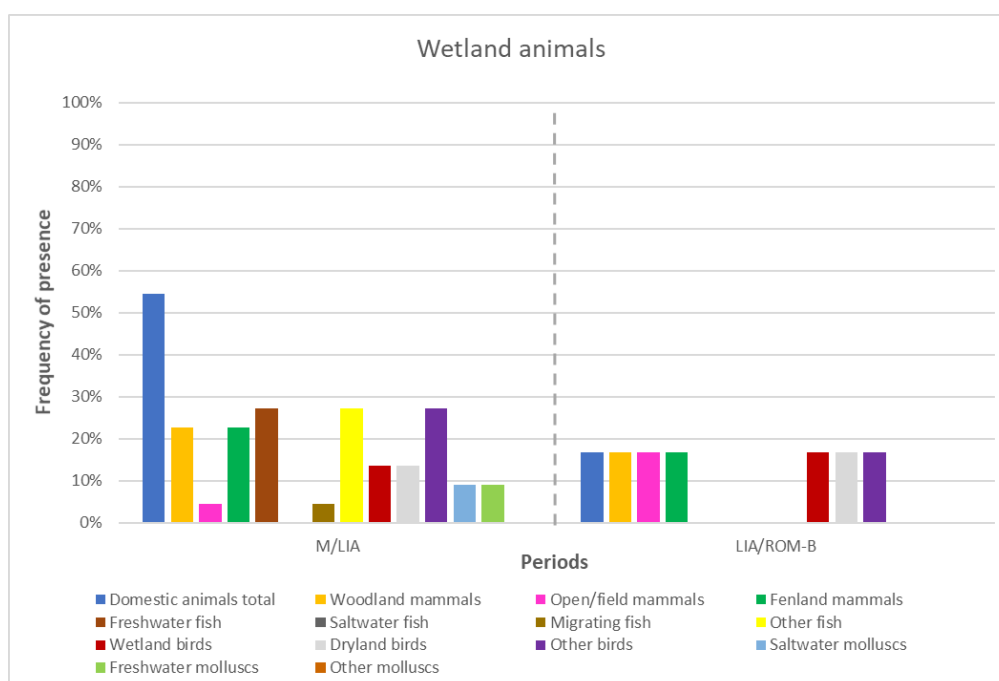 Wetland animals
100%
90%
80%
70%
60%
50%
40%
30%
20%
10%
0%
Frequency of presence
M/LIA LIA/ROM-B
Periods
Domestic animals total Woodland mammals Open/field mammals Fenland mammals
Freshwater fish Saltwater fish Migrating fish Other fish
Wetland birds Dryland birds Other birds Saltwater molluscs
Freshwater molluscs Other molluscs